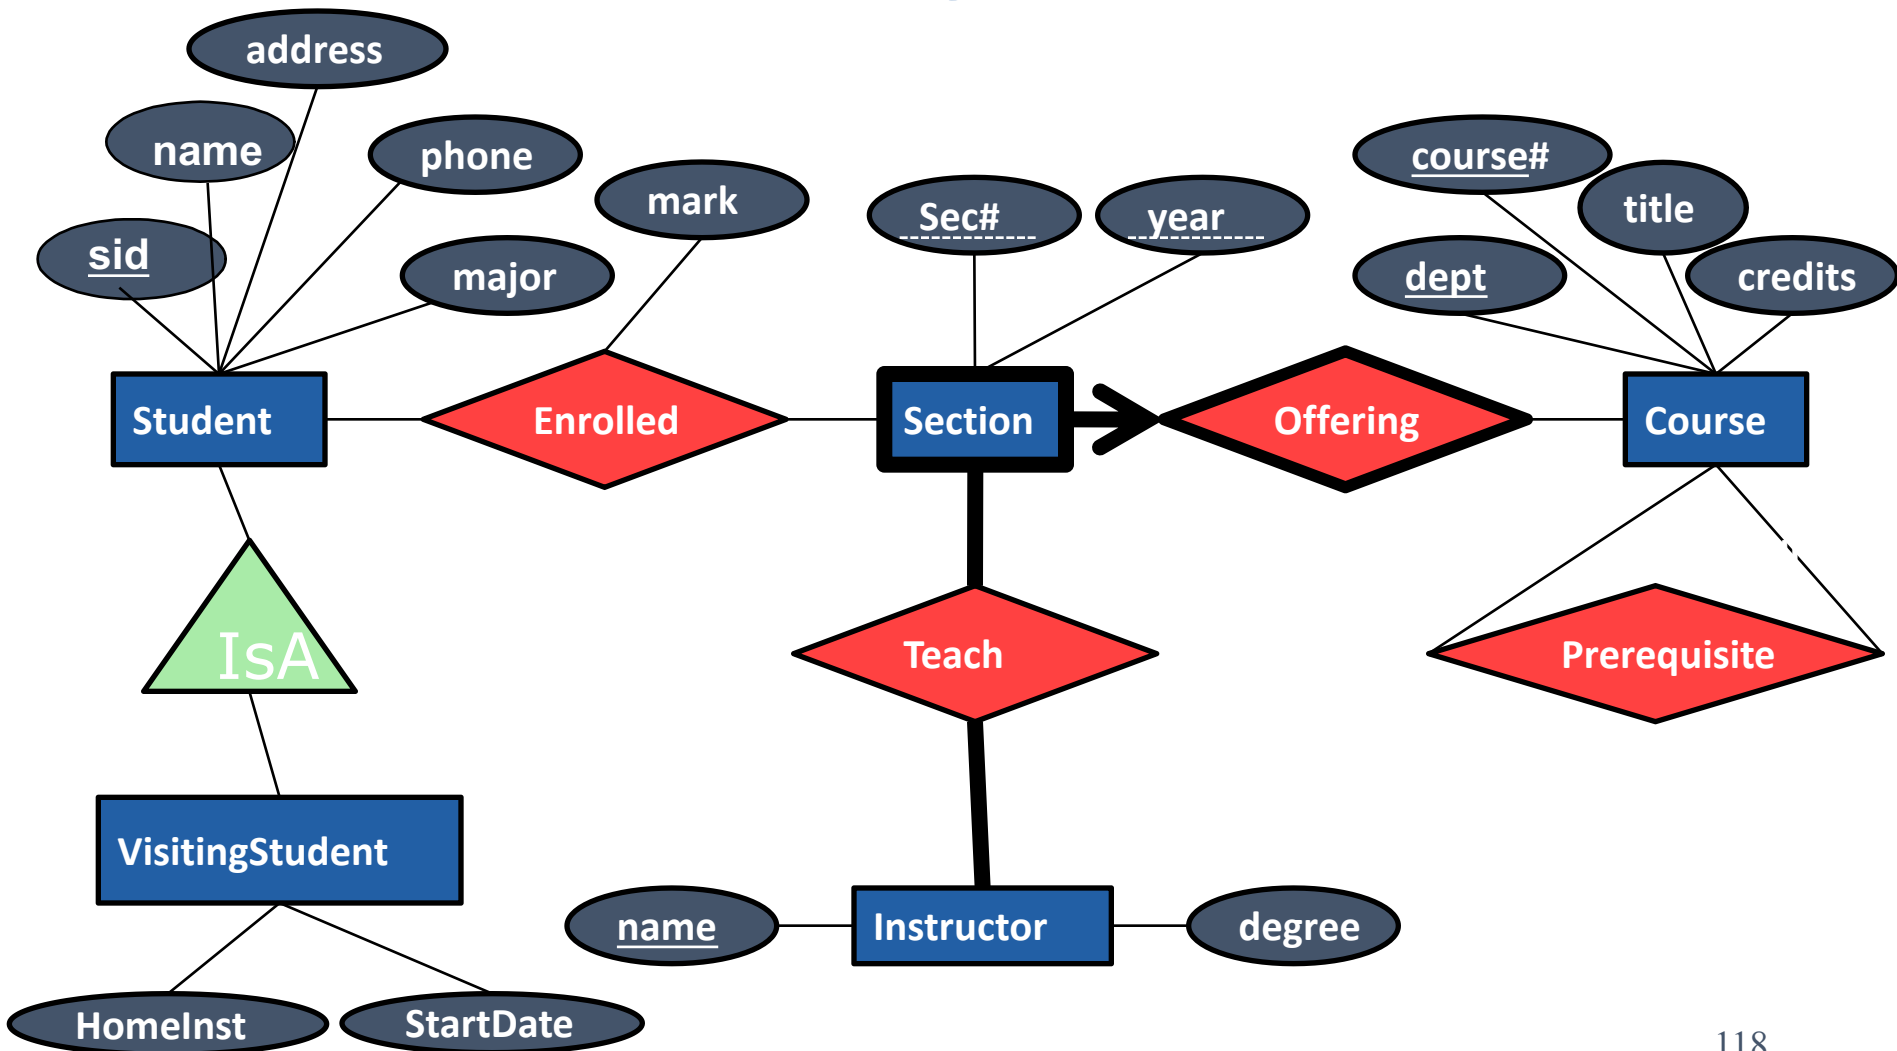 address
name
phone
mark
course#
Sec#
year
title
sid
major
dept
credits
Student
Enrolled
Section
Offering
Course
IsA
Teach
Prerequisite
VisitingStudent
name
Instructor
degree
HomeInst
StartDate
118